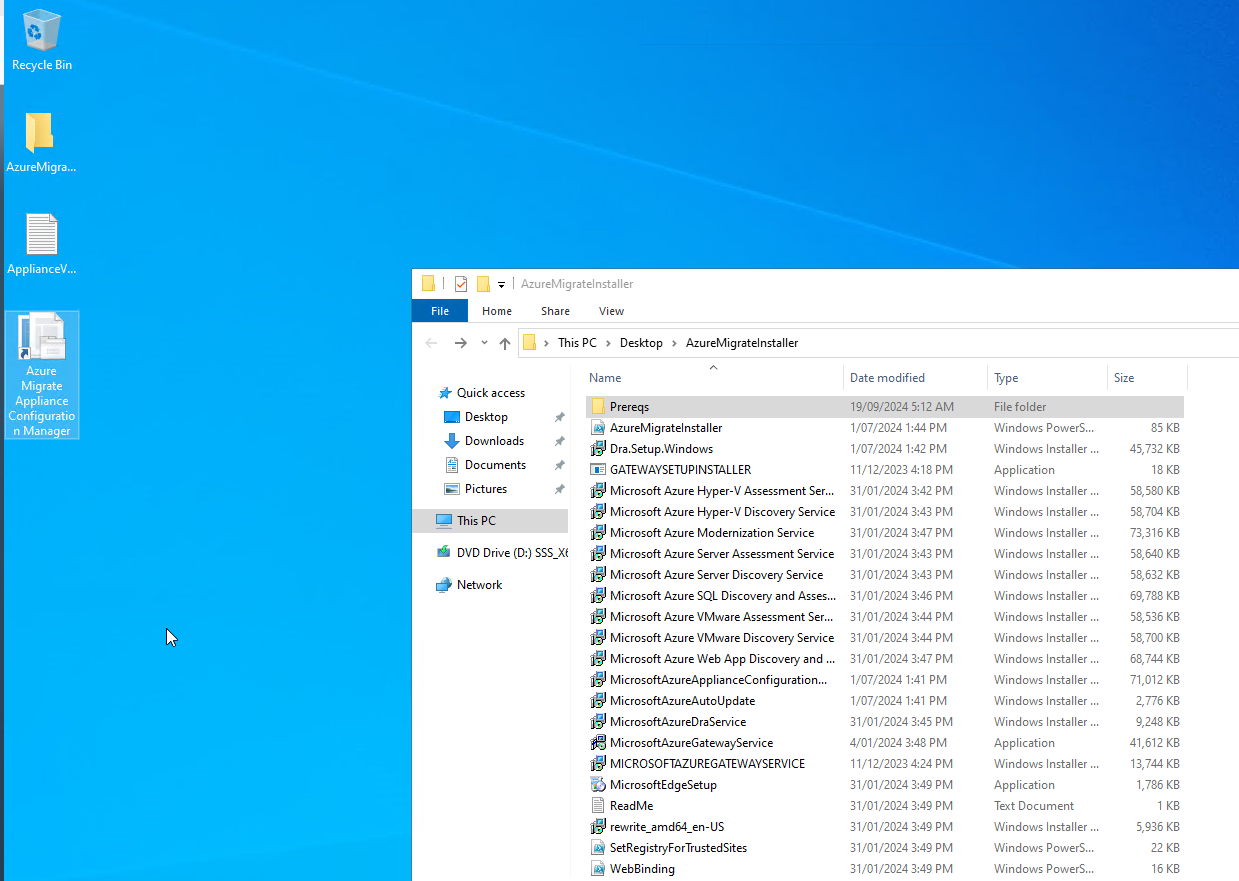 Recycle Bin
AzureMigra...
ApplianceV...
Azure
Migrate
Appliance
Configuratio
n Manager
AzureMigrateInstaller
File Home Share View
This PC Desktop AzureMigrateInstaller
Quick access
Desktop
Downloads
Documents
Pictures
This PC
DVD Drive (D:) SSS_X6
Network
Name Date modified Type Size
Prereqs 19/09/2024 5:12 AM File folder
AzureMigrateInstaller 1/07/2024 1:44 PM Windows PowerS... 85 KB
Dra.Setup.Windows 1/07/2024 1:42 PM Windows Installer ... 45,732 KB
GATEWAYSETUPINSTALLER 11/12/2023 4:18 PM Application 18 KB
Microsoft Azure Hyper-V Assessment Ser... 31/01/2024 3:42 PM Windows Installer ... 58,580 KB
Microsoft Azure Hyper-V Discovery Service 31/01/2024 3:43 PM Windows Installer ... 58,704 KB
Microsoft Azure Modernization Service 31/01/2024 3:47 PM Windows Installer ... 73,316 KB
Microsoft Azure Server Assessment Service 31/01/2024 3:43 PM Windows Installer ... 58,640 KB
Microsoft Azure Server Discovery Service 31/01/2024 3:43 PM Windows Installer ... 58,632 KB
Microsoft Azure SQL Discovery and Asses... 31/01/2024 3:46 PM Windows Installer ... 69,788 KB
Microsoft Azure VMware Assessment Ser... 31/01/2024 3:44 PM Windows Installer ... 58,536 KB
Microsoft Azure VMware Discovery Service 31/01/2024 3:44 PM Windows Installer ... 58,700 KB
Microsoft Azure Web App Discovery and ... 31/01/2024 3:47 PM Windows Installer ... 68,744 KB
MicrosoftAzureApplianceConfiguration... 1/07/2024 1:41 PM Windows Installer ... 71,012 KB
MicrosoftAzureAutoUpdate 1/07/2024 1:41 PM Windows Installer ... 2,776 KB
MicrosoftAzureDraService 31/01/2024 3:45 PM Windows Installer ... 9,248 KB
MicrosoftAzureGatewayService 4/01/2024 3:48 PM Application 41,612 KB
MICROSOFTAZUREGATEWAYSERVICE 11/12/2023 4:24 PM Windows Installer ... 13,744 KB
MicrosoftEdgeSetup 31/01/2024 3:49 PM Application 1,786 KB
ReadMe 31/01/2024 3:49 PM Text Document 1 KB
rewrite_amd64_en-US 31/01/2024 3:49 PM Windows Installer ... 5,936 KB
SetRegistryForTrustedSites 31/01/2024 3:49 PM Windows PowerS... 22 KB
WebBinding 31/01/2024 3:49 PM Windows PowerS... 16 KB